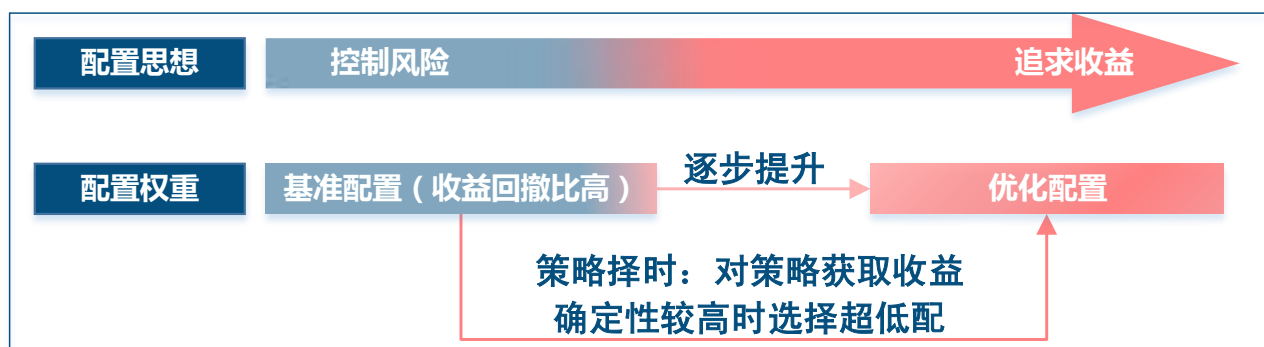 配置思想
控制风险
追求收益
配置权重
基准配置（收益回撤比高）
逐步提升
优化配置
策略择时：对策略获取收益
确定性较高时选择超低配